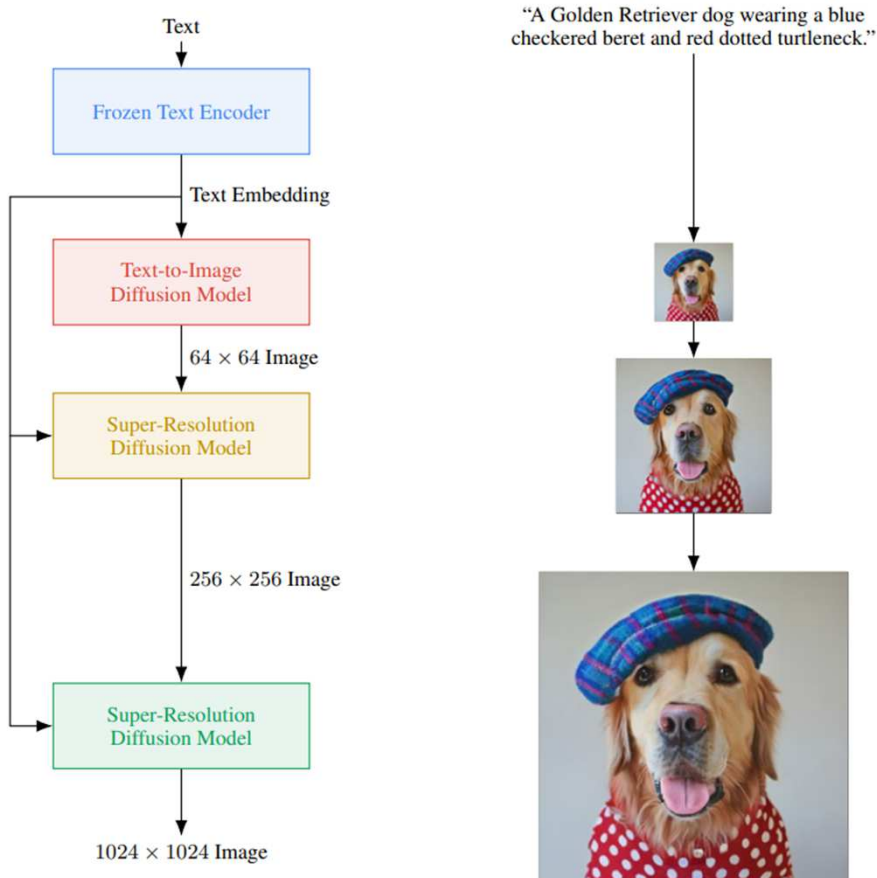 Text
Frozen Text Encoder
Text Embedding
Text-to-Image
Diffusion Model
64 × 64 Image
Super-Resolution
Diffusion Model
256 × 256 Image
Super-Resolution
Diffusion Model
1024 × 1024 Image
“A Golden Retriever dog wearing a blue
checkered beret and red dotted turtleneck.”